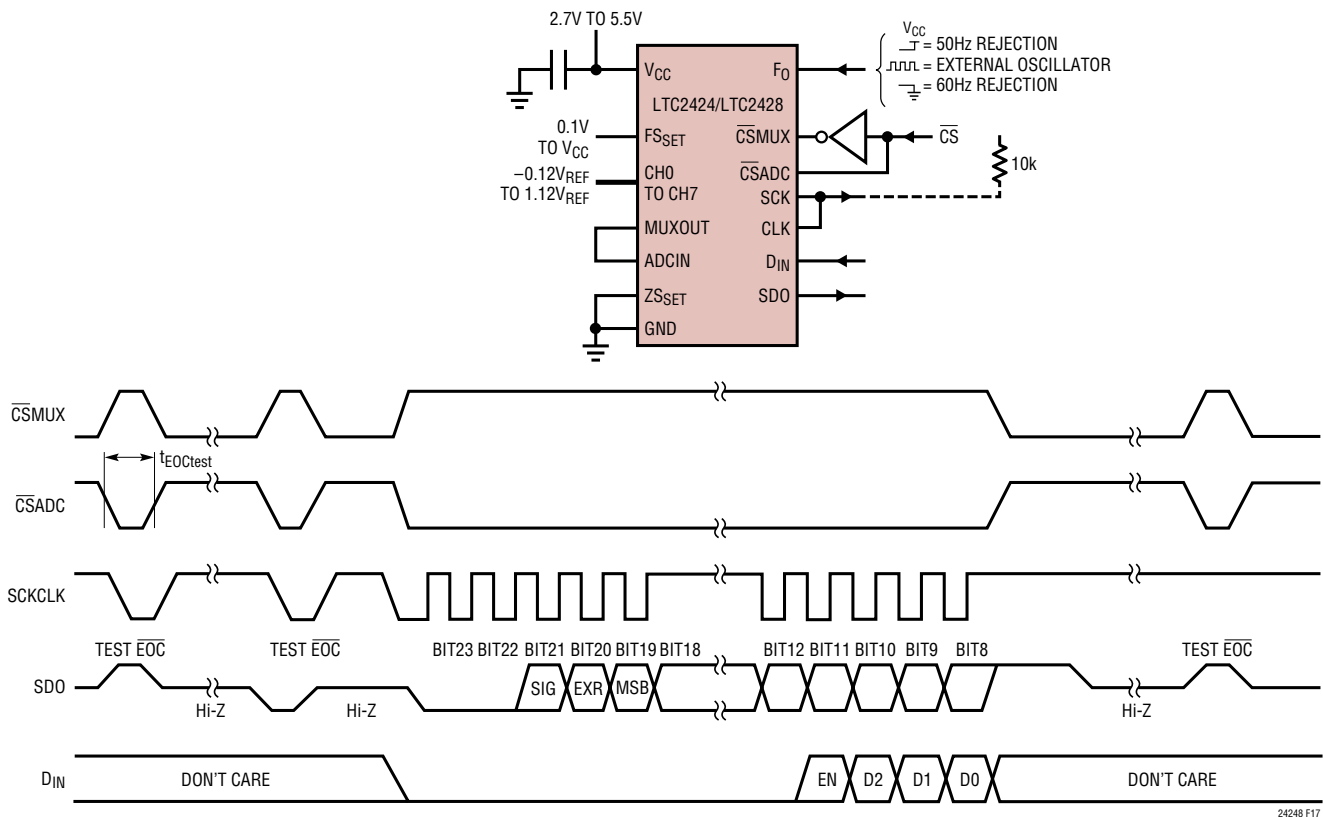 2.7V TO 5.5V
VCC
= 50Hz REJECTION
= EXTERNAL OSCILLATOR
= 60Hz REJECTION
VCC
FO
LTC2424/LTC2428
0.1V
TO VCC
FSSET
CSMUX
CS
–0.12VREF
TO 1.12VREF
CH0
TO CH7
CSADC
10k
SCK
MUXOUT
CLK
ADCIN
DIN
ZSSET
SDO
GND
CSMUX
tEOCtest
CSADC
SCKCLK
TEST EOC
TEST EOC
BIT23 BIT22 BIT21 BIT20 BIT19 BIT18
BIT12 BIT11 BIT10 BIT9 BIT8
TEST EOC
SDO
SIG
EXR
MSB
Hi-Z
Hi-Z
Hi-Z
DIN
DON'T CARE
EN
D2
D1
D0
DON'T CARE
24248 F17